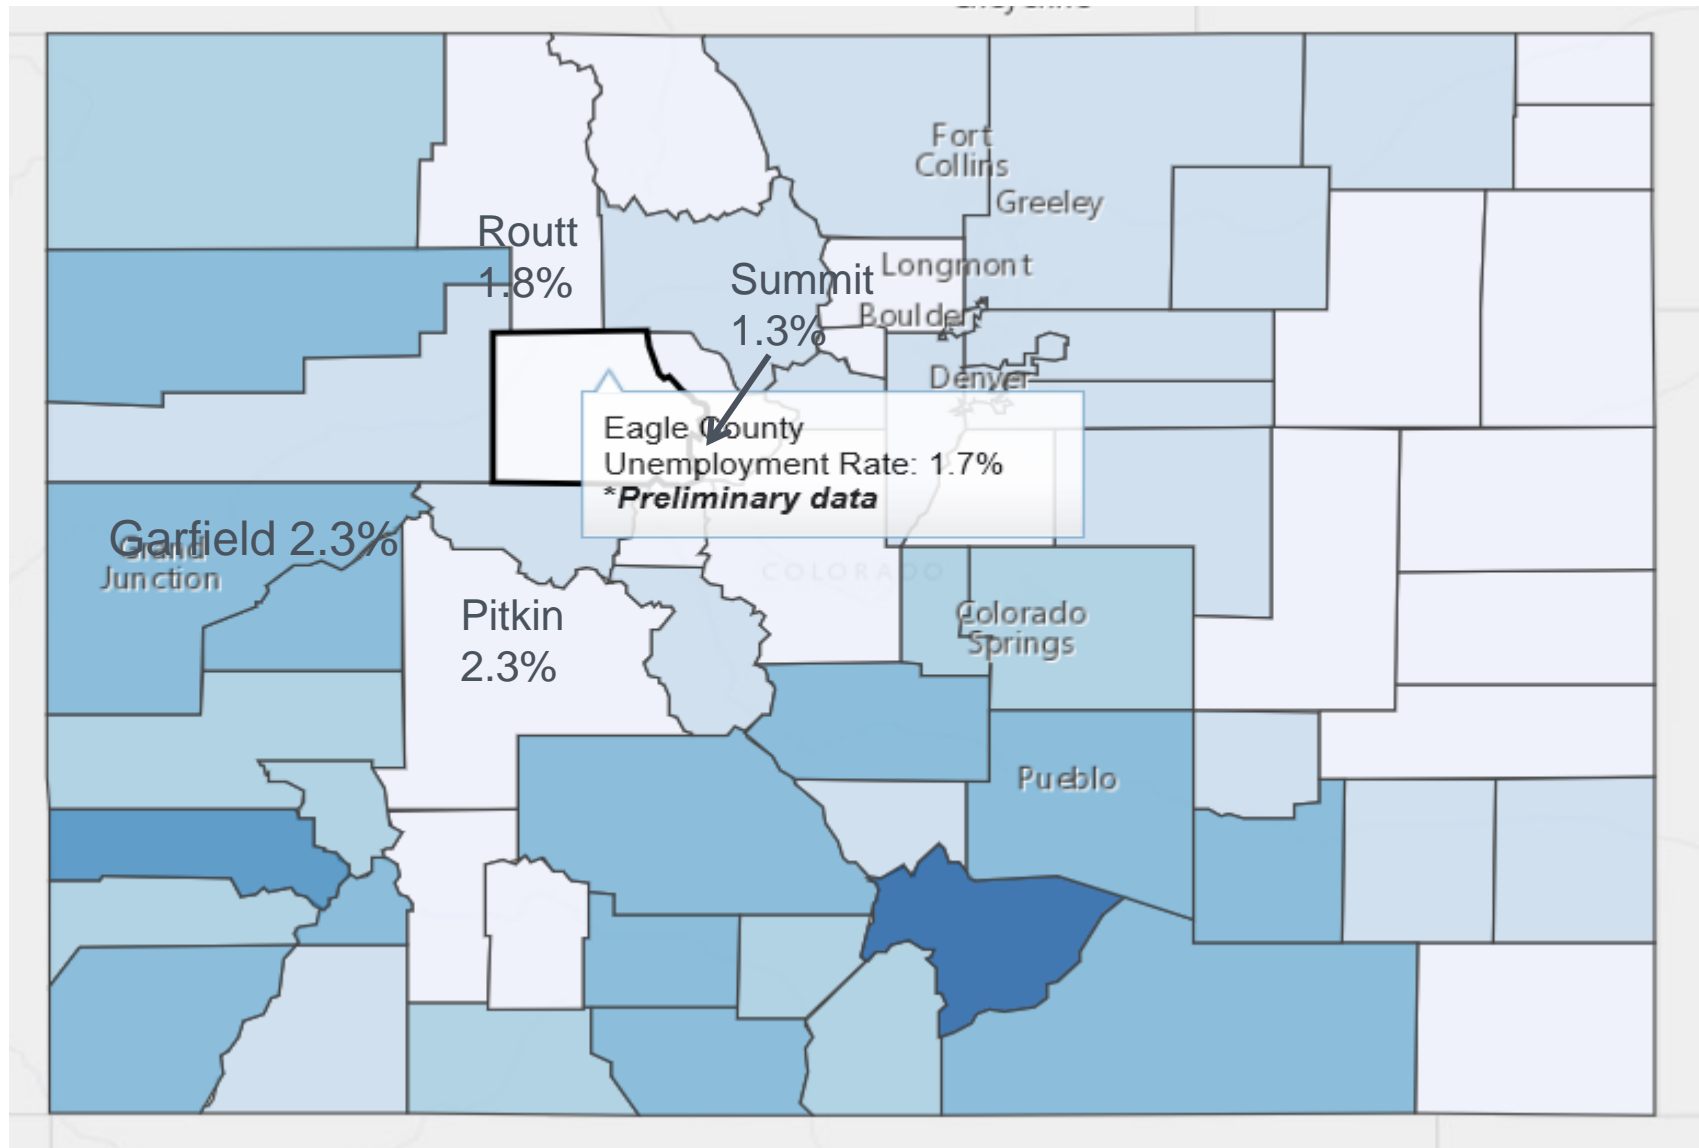 Fort
Collins
Greeley
Routt
1.8%
Summit
1.3%
Longmont
Boulder
Denver
Eagle County
Unemployment Rate: 1.7%
*Preliminary data
Garfield 2.3%
Grand
Junction
COLORADO
Pitkin
2.3%
Colorado
Springs
Pueblo